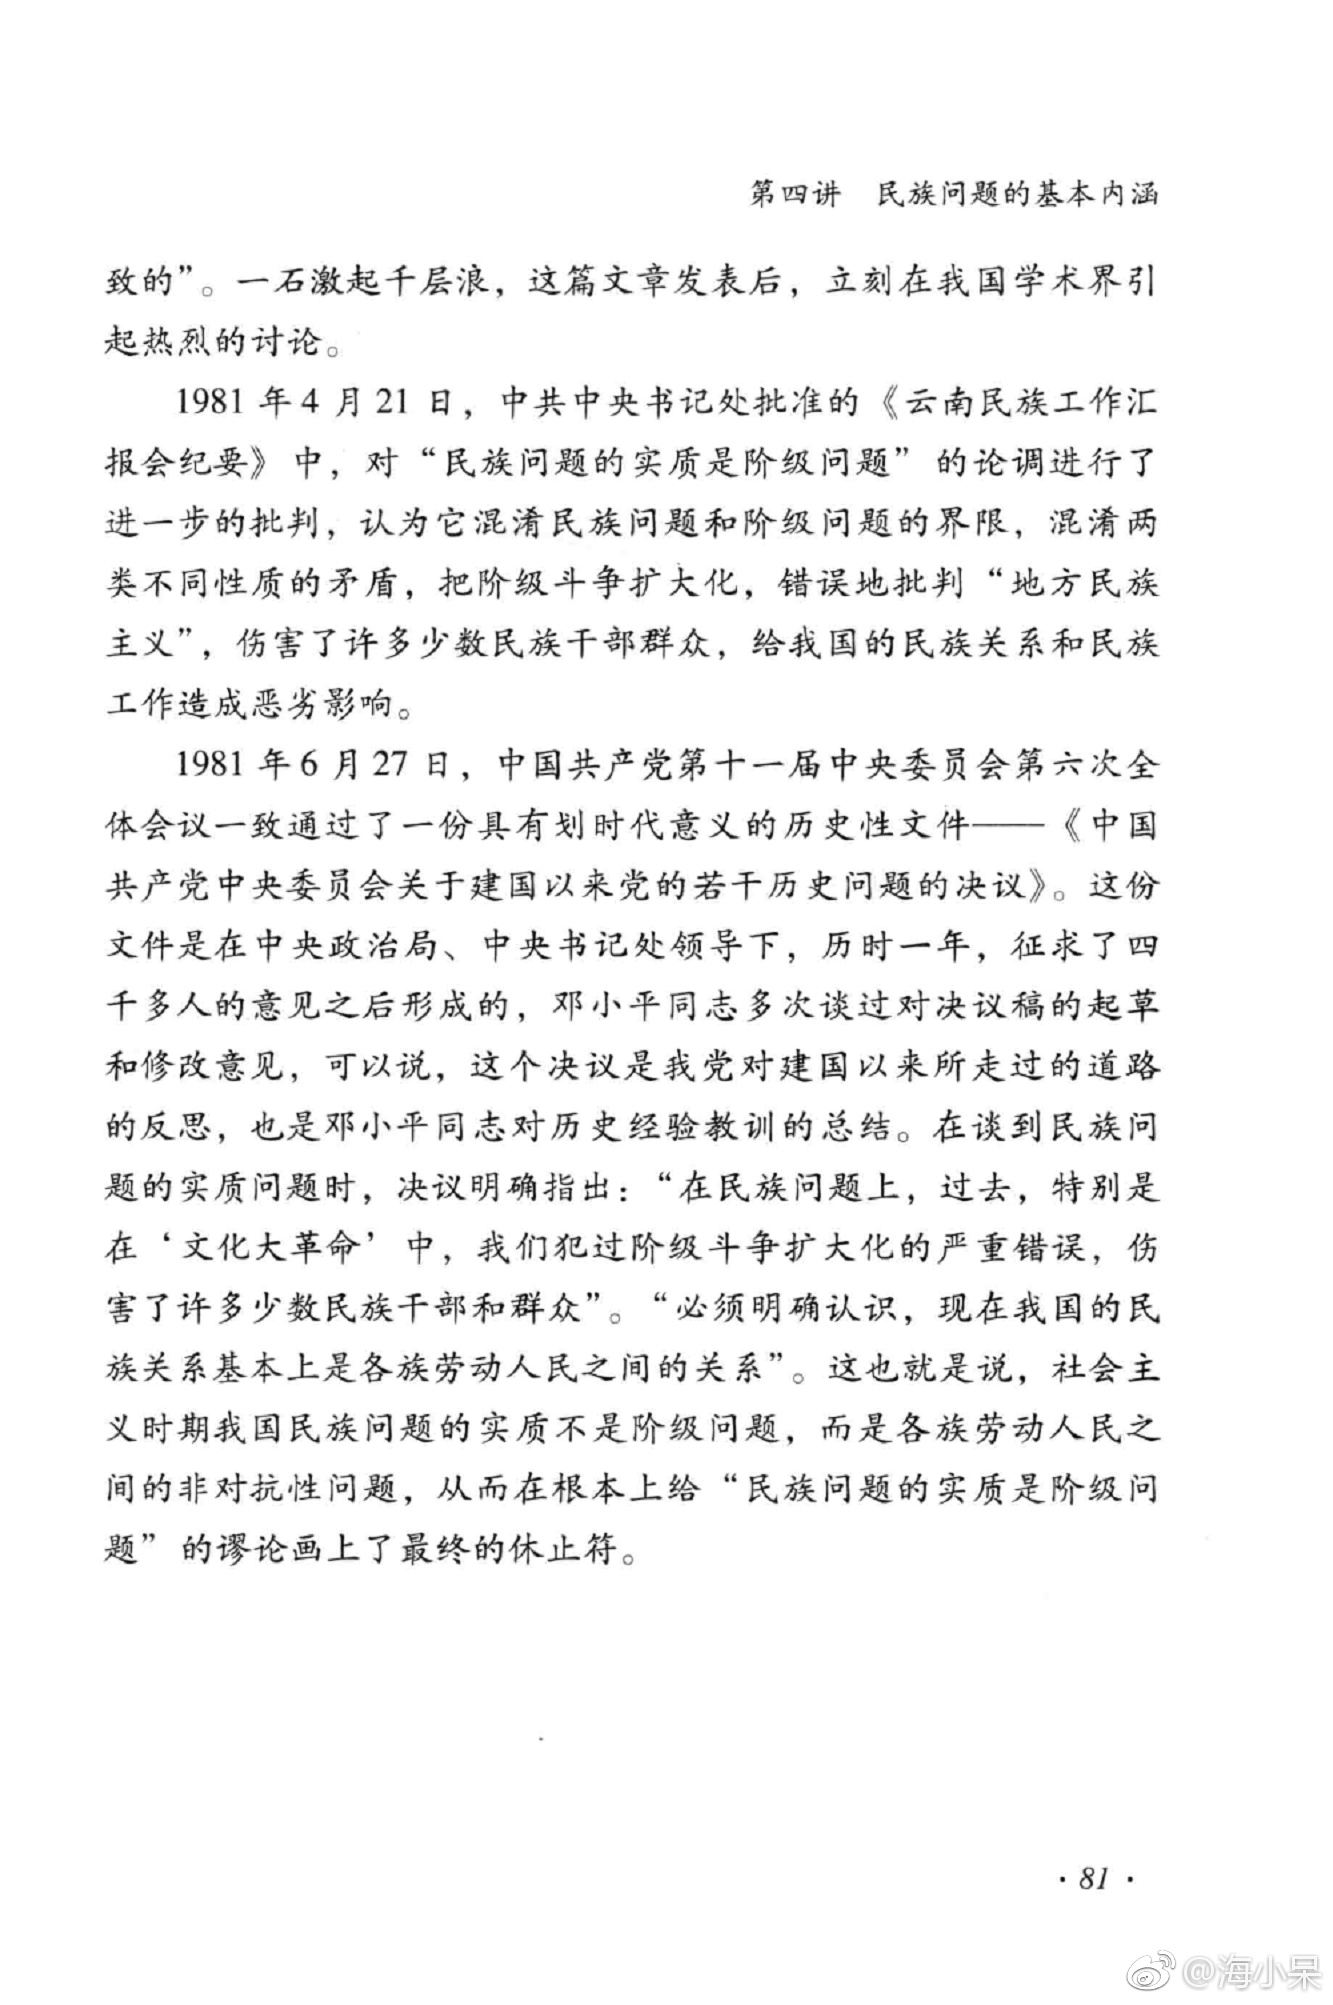 第四讲 民族问题的基本内涵
致的”。一石激起千层浪，这篇文章发表后，立刻在我国学术界引
起热烈的讨论。
1981 年 4 月 21 日，中共中央书记处批准的《云南民族工作汇
报会纪要》中，对“民族问题的实质是阶级问题”的论调进行了
进一步的批判，认为它混淆民族问题和阶级问题的界限，混淆两
类不同性质的矛盾，把阶级斗争扩大化，错误地批判“地方民族
主义”，伤害了许多少数民族干部群众，给我国的民族关系和民族
工作造成恶劣影响。
1981 年 6 月 27 日，中国共产党第十一届中央委员会第六次全
体会议一致通过了一份具有划时代意义的历史性文件——《中国
共产党中央委员会关于建国以来党的若干历史问题的决议》。这份
文件是在中央政治局、中央书记处领导下，历时一年，征求了四
千多人的意见之后形成的，邓小平同志多次谈过对决议稿的起草
和修改意见，可以说，这个决议是我党对建国以来所走过的道路
的反思，也是邓小平同志对历史经验教训的总结。在谈到民族问
题的实质问题时，决议明确指出：“在民族问题上，过去，特别是
在‘文化大革命’中，我们犯过阶级斗争扩大化的严重错误，伤
害了许多少数民族干部和群众”。“必须明确认识，现在我国的民
族关系基本上是各族劳动人民之间的关系”。这也就是说，社会主
义时期我国民族问题的实质不是阶级问题，而是各族劳动人民之
间的非对抗性问题，从而在根本上给“民族问题的实质是阶级问
题”的谬论画上了最终的休止符。
· 81 ·
@海小呆